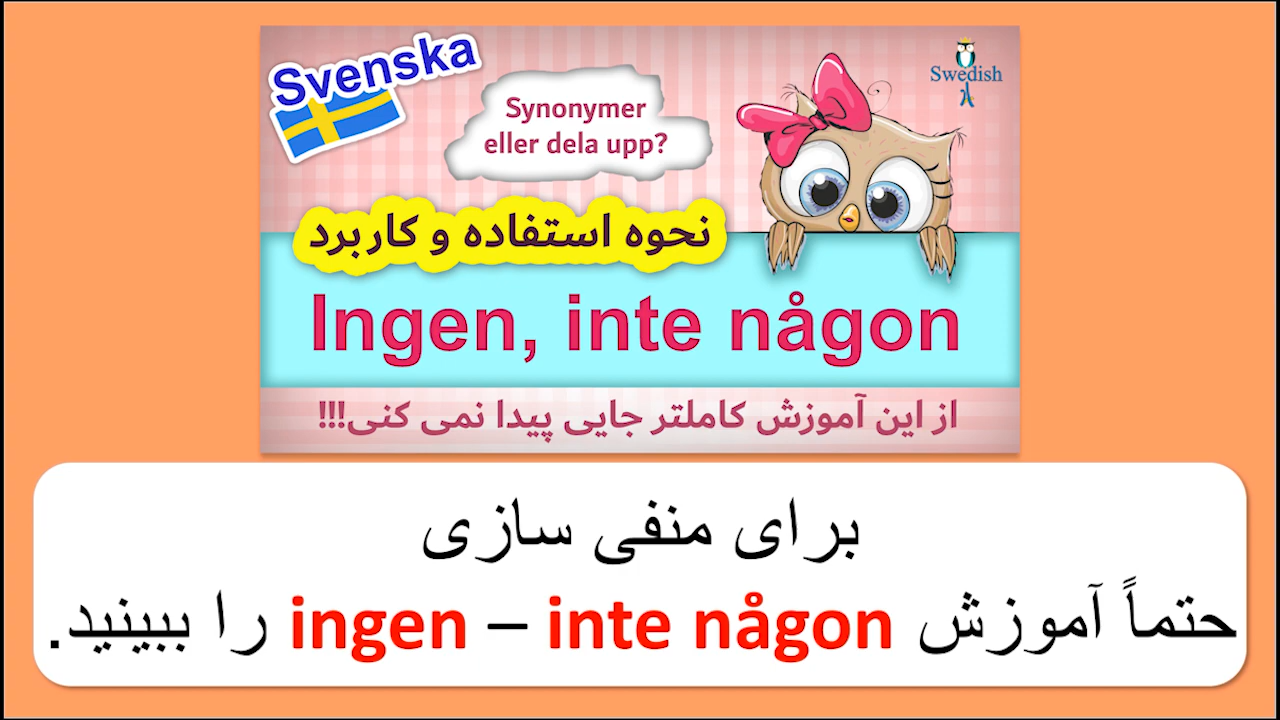 Svenska
Synonymer
eller dela upp?
Swedish
نحوه استفاده و کاربرد
Ingen, inte någon
از این آموزش کاملتر جایی پیدا نمی کنی!!!
برای منفی سازی
حتماً آموزش ingen – inte någon را ببینید.